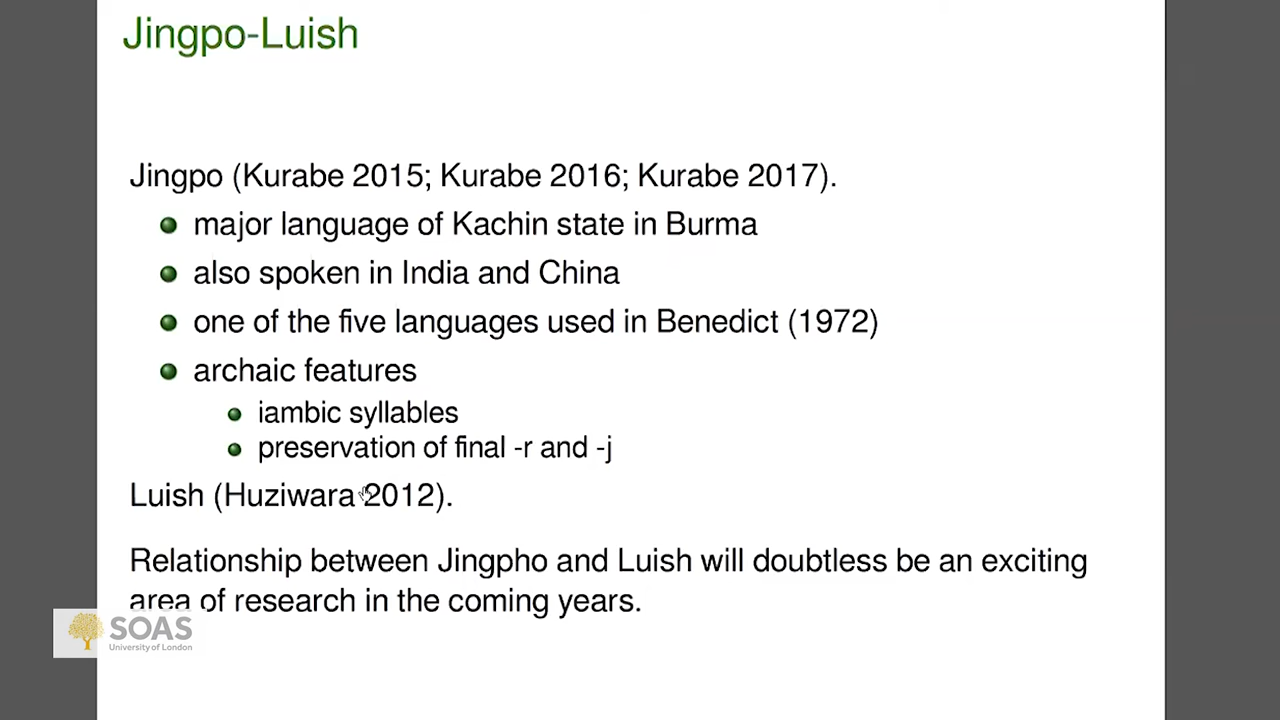 Jingpo-Luish
Jingpo (Kurabe 2015; Kurabe 2016; Kurabe 2017).
major language of Kachin state in Burma
also spoken in India and China
one of the five languages used in Benedict (1972)
archaic features
iambic syllables
preservation of final -r and -j
Luish (Huziwara 2012).
Relationship between Jingpho and Luish will doubtless be an exciting
area of research in the coming years.
SOAS
University of London